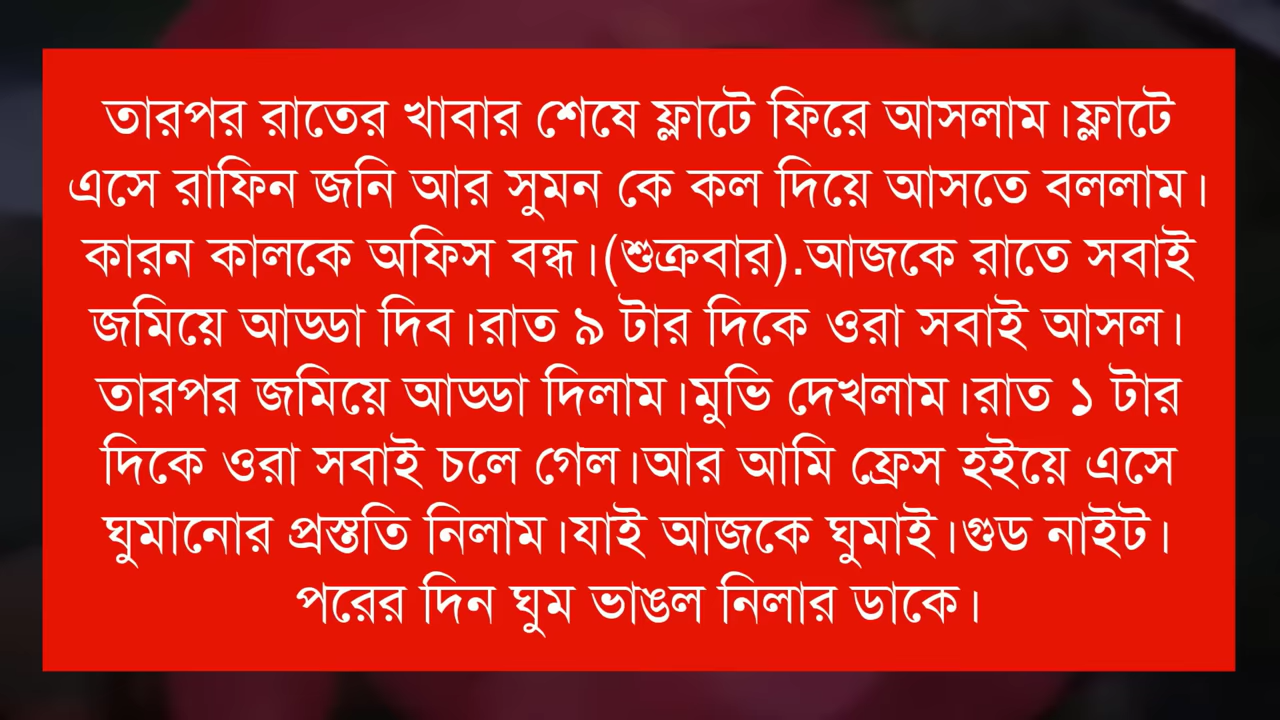 তারপর রাতের খাবার শেষে ফ্লাটে ফিরে আসলাম।ফ্লাটে
এসে রাফিন জনি আর সুমন কে কল দিয়ে আসতে বললাম।
কারন কালকে অফিস বন্ধ।(শুক্রবার).আজকে রাতে সবাই
জমিয়ে আড্ডা দিব।রাত ৯ টার দিকে ওরা সবাই আসল।
তারপর জমিয়ে আড্ডা দিলাম।মুভি দেখলাম।রাত ১ টার
দিকে ওরা সবাই চলে গেল।আর আমি ফ্রেস হইয়ে এসে
ঘুমানোর প্রস্তুতি নিলাম।যাই আজকে ঘুমাই।গুড নাইট।
পরের দিন ঘুম ভাঙল নিলার ডাকে।